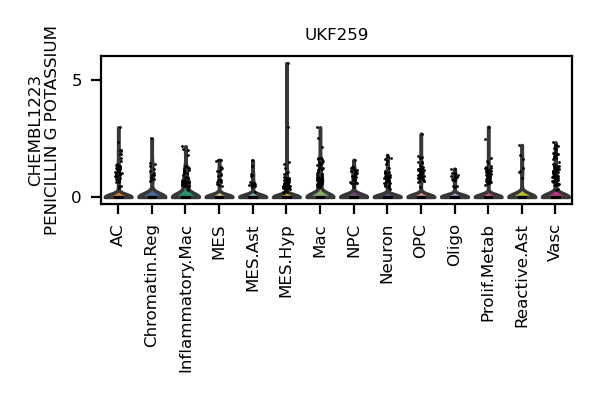 UKF259
CHEMBL1223
PENICILLIN G POTASSIUM
5
0
AC
Chromatin.Reg
Inflammatory.Mac
MES
MES.Ast
MES.Hyp
Mac
NPC
Neuron
OPC
Oligo
Prolif.Metab
Reactive.Ast
Vasc